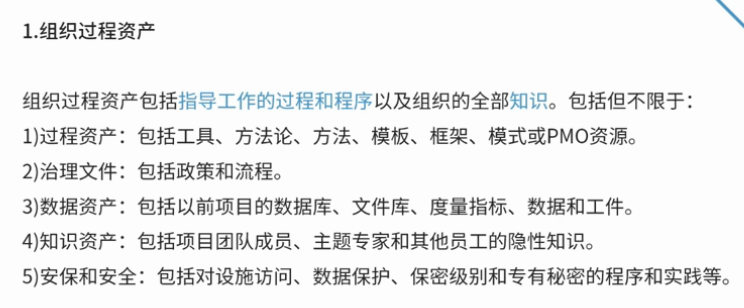 1.组织过程资产
组织过程资产包括指导工作的过程和程序以及组织的全部知识。包括但不限于：
1)过程资产：包括工具、方法论、方法、模板、框架、模式或PMO资源。
2)治理文件：包括政策和流程。
3)数据资产：包括以前项目的数据库、文件库、度量指标、数据和工件。
4)知识资产：包括项目团队成员、主题专家和其他员工的隐性知识。
5)安保和安全：包括对设施访问、数据保护、保密级别和专有秘密的程序和实践等。